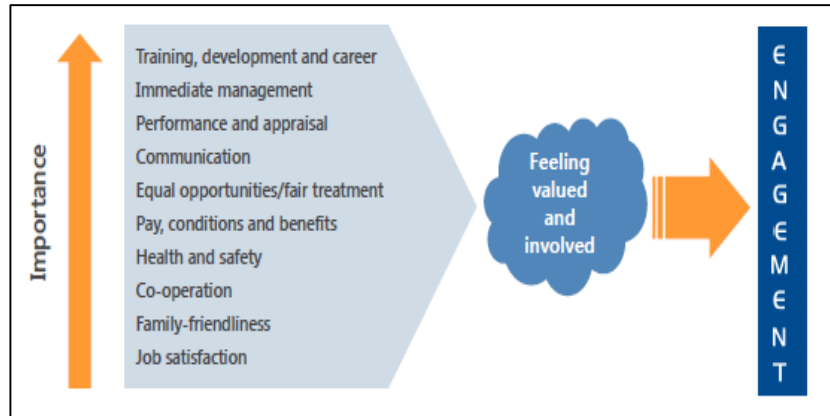 Importance
Training, development and career
Immediate management
Performance and appraisal
Communication
Equal opportunities/fair treatment
Pay, conditions and benefits
Health and safety
Co-operation
Family-friendliness
Job satisfaction
Feeling
valued
and
involved
ENGAGEMENT